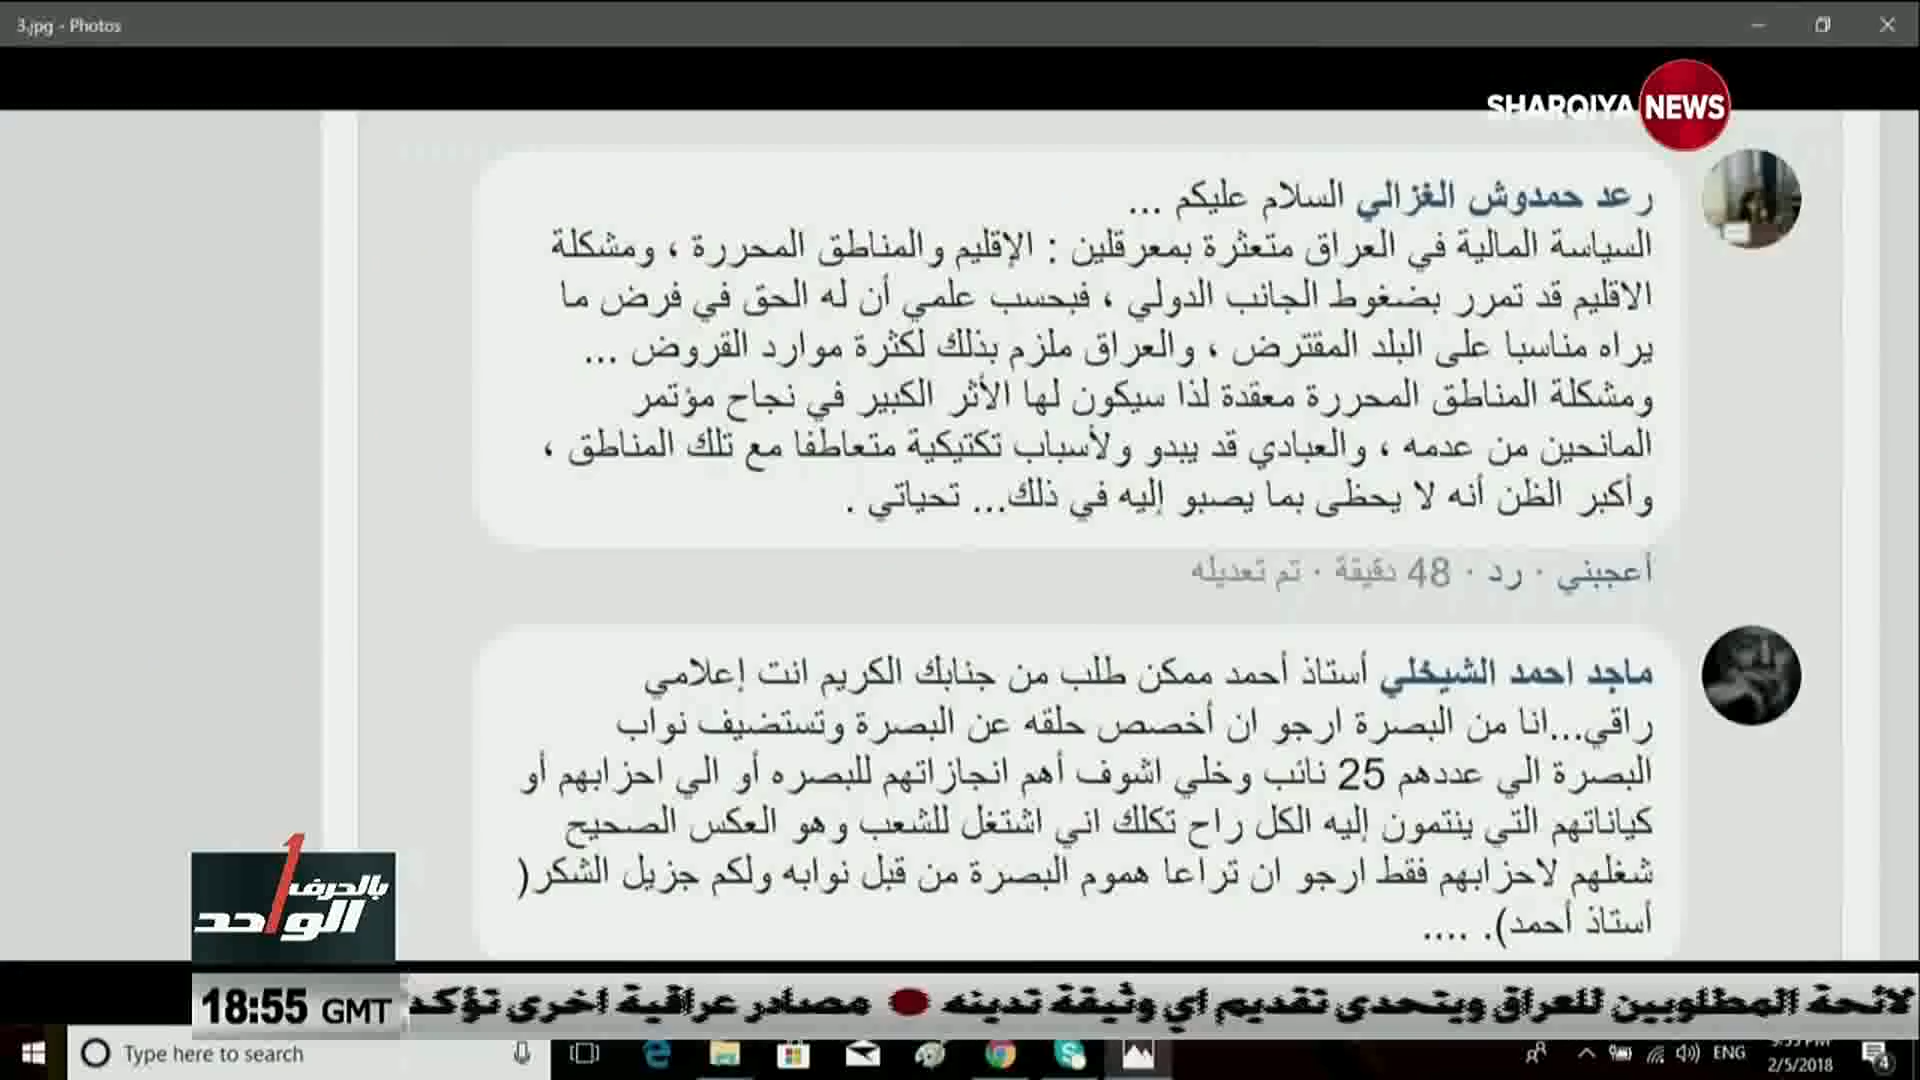 3.jpg - Photos
SHARQIYA NEWS
رعد حمدوش الغزالي السلام عليكم ...
السياسة المالية في العراق متعثرة بمعرقلين : الإقليم والمناطق المحررة ، ومشكلة
الاقليم قد تمرر بضغوط الجانب الدولي ، فبحسب علمي أن له الحق في فرض ما
يراه مناسبا على البلد المقترض ، والعراق ملزم بذلك لكثرة موارد القروض ...
ومشكلة المناطق المحررة معقدة لذا سيكون لها الأثر الكبير في نجاح مؤتمر
المانحين من عدمه ، والعبادي قد يبدو ولأسباب تكتيكية متعاطفا مع تلك المناطق ،
وأكبر الظن أنه لا يحظى بما يصبو إليه في ذلك... تحياتي .
أعجبني · رد · 48 دقيقة · تم تعديله
ماجد احمد الشيخلي أستاذ أحمد ممكن طلب من جنابك الكريم انت إعلامي
راقي...انا من البصرة ارجو ان أخصص حلقه عن البصرة وتستضيف نواب
البصرة الي عددهم 25 نائب وخلي اشوف أهم انجازاتهم للبصره أو الي احزابهم أو
كياناتهم التي ينتمون إليه الكل راح تكلك اني اشتغل للشعب وهو العكس الصحيح
شغلهم لاحزابهم فقط ارجو ان تراعا هموم البصرة من قبل نوابه ولكم جزيل الشكر(
أستاذ أحمد). ....
بالحرف الواحد
18:55 GMT
لائحة المطلوبين للعراق ويتحدى تقديم اي وثيقة تدينه ● مصادر عراقية اخرى تؤكد
Type here to search
ENG
2/5/2018
4